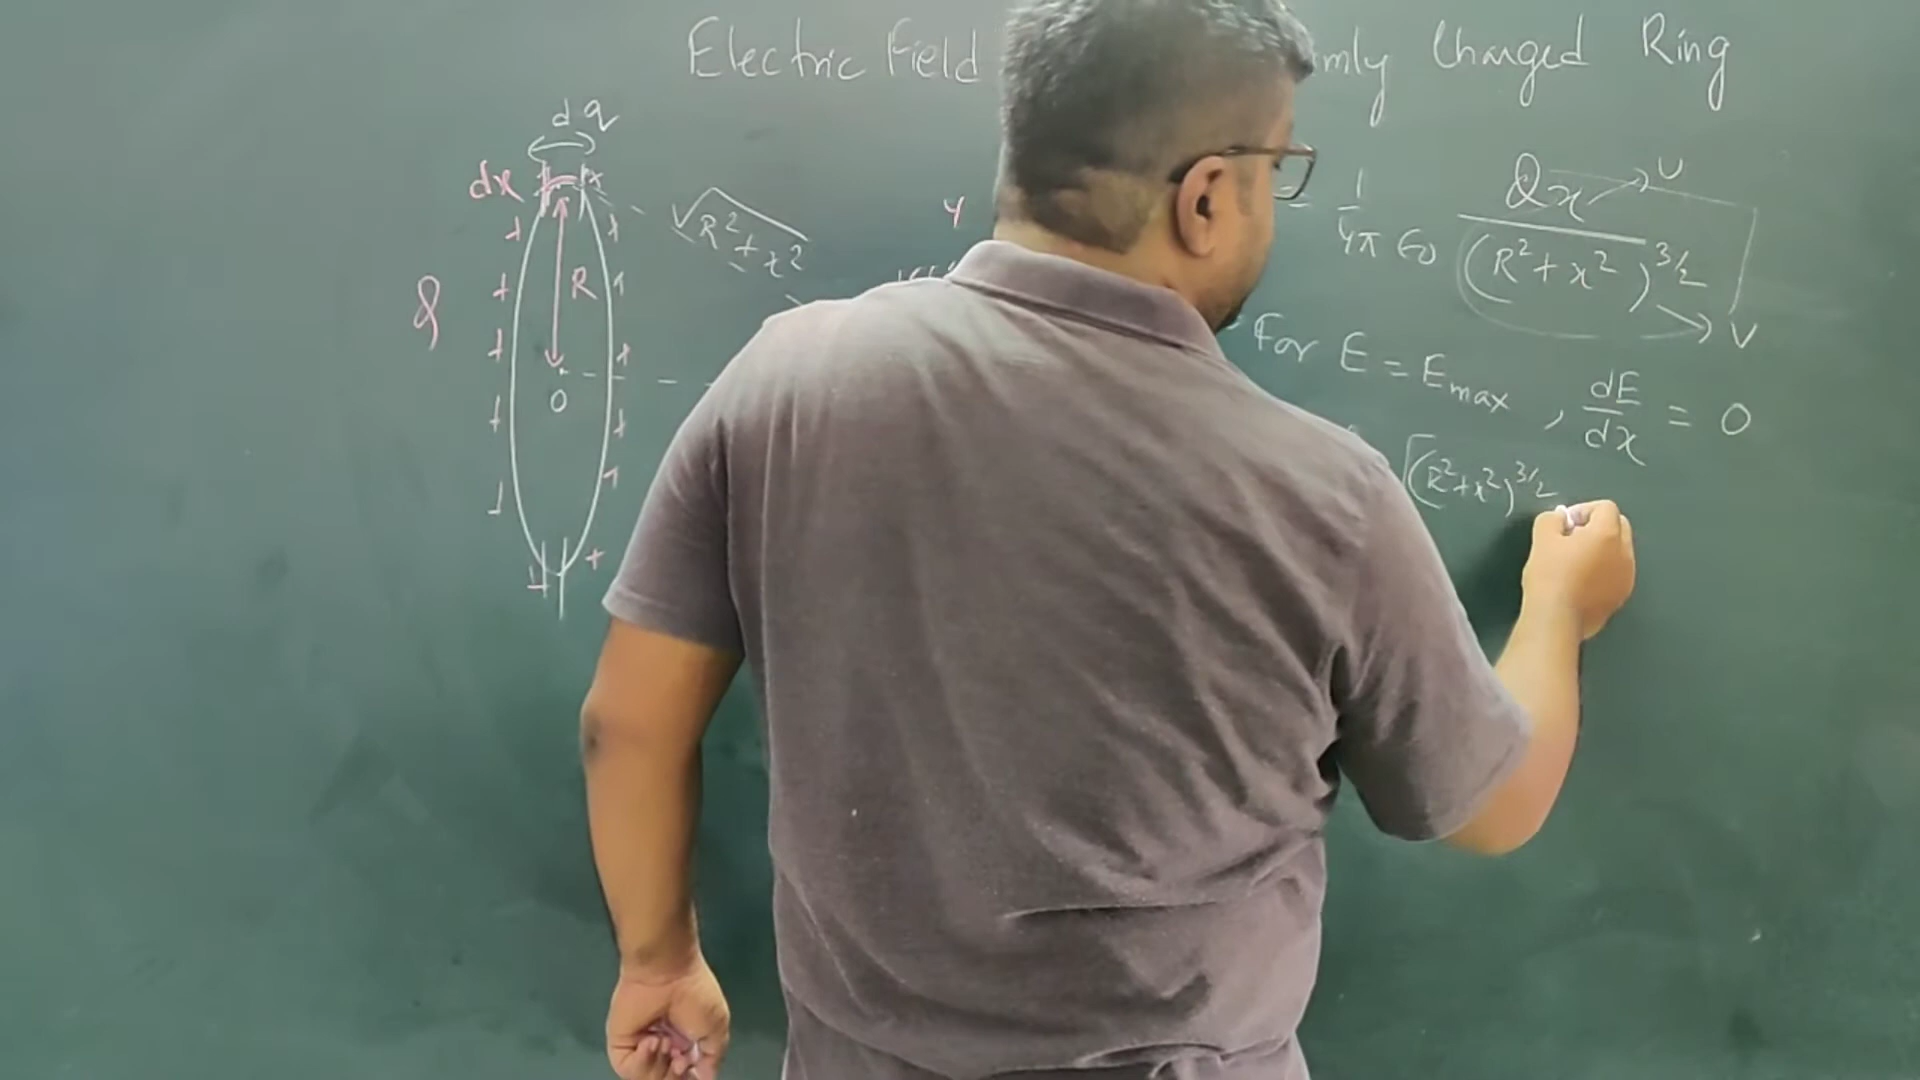 Electric Field
mly Charged Ring
dq
dx
√R²+x²
R
Q
O
y
= 1/4π∈0 Qx/(R²+x²)^3/2
U
V
For E = Emax , dE/dx = 0
[(R²+x²)^3/2